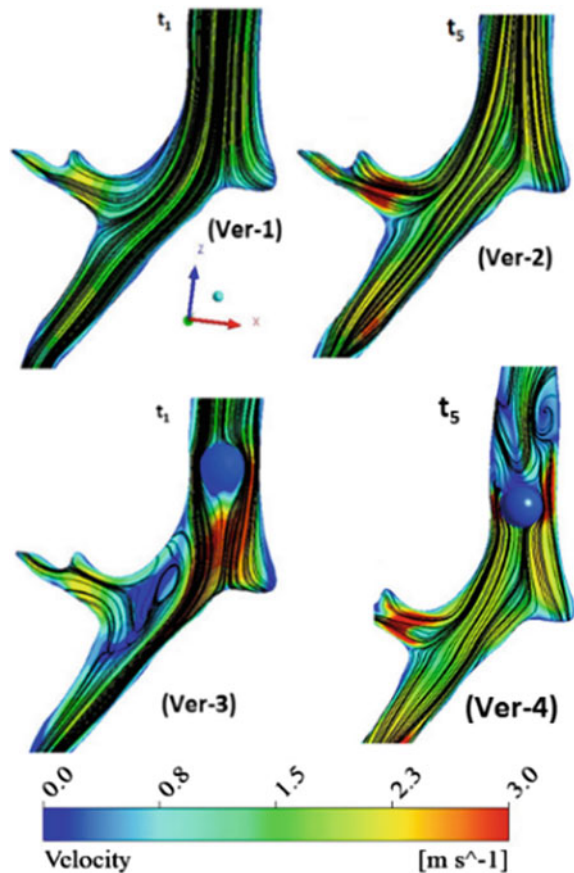 t₁
t₅
(Ver-1)
(Ver-2)
Z
X
t₁
t₅
(Ver-3)
(Ver-4)
0.0 0.8 1.5 2.3 3.0
Velocity [m s^-1]